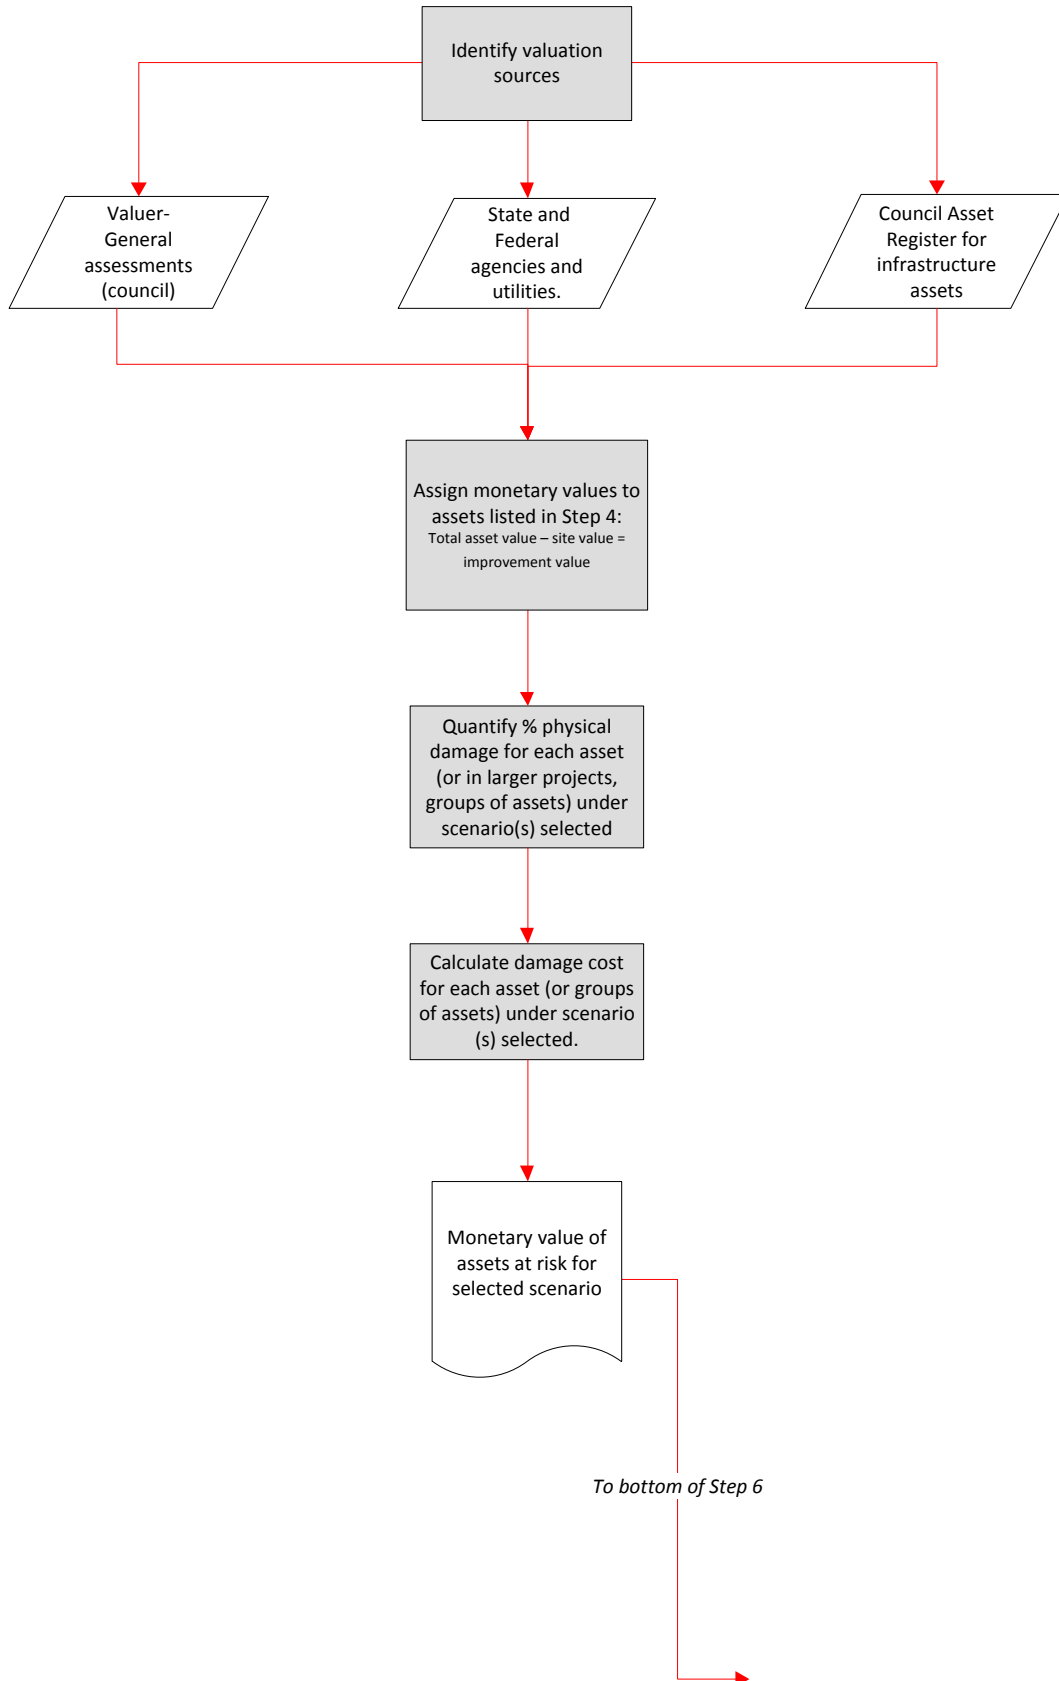 Identify valuation
sources
Valuer-
General
assessments
(council)
State and
Federal
agencies and
utilities.
Council Asset
Register for
infrastructure
assets
Assign monetary values to
assets listed in Step 4:
Total asset value – site value =
improvement value
Quantify % physical
damage for each asset
(or in larger projects,
groups of assets) under
scenario(s) selected
Calculate damage cost
for each asset (or groups
of assets) under scenario
(s) selected.
Monetary value of
assets at risk for
selected scenario
To bottom of Step 6